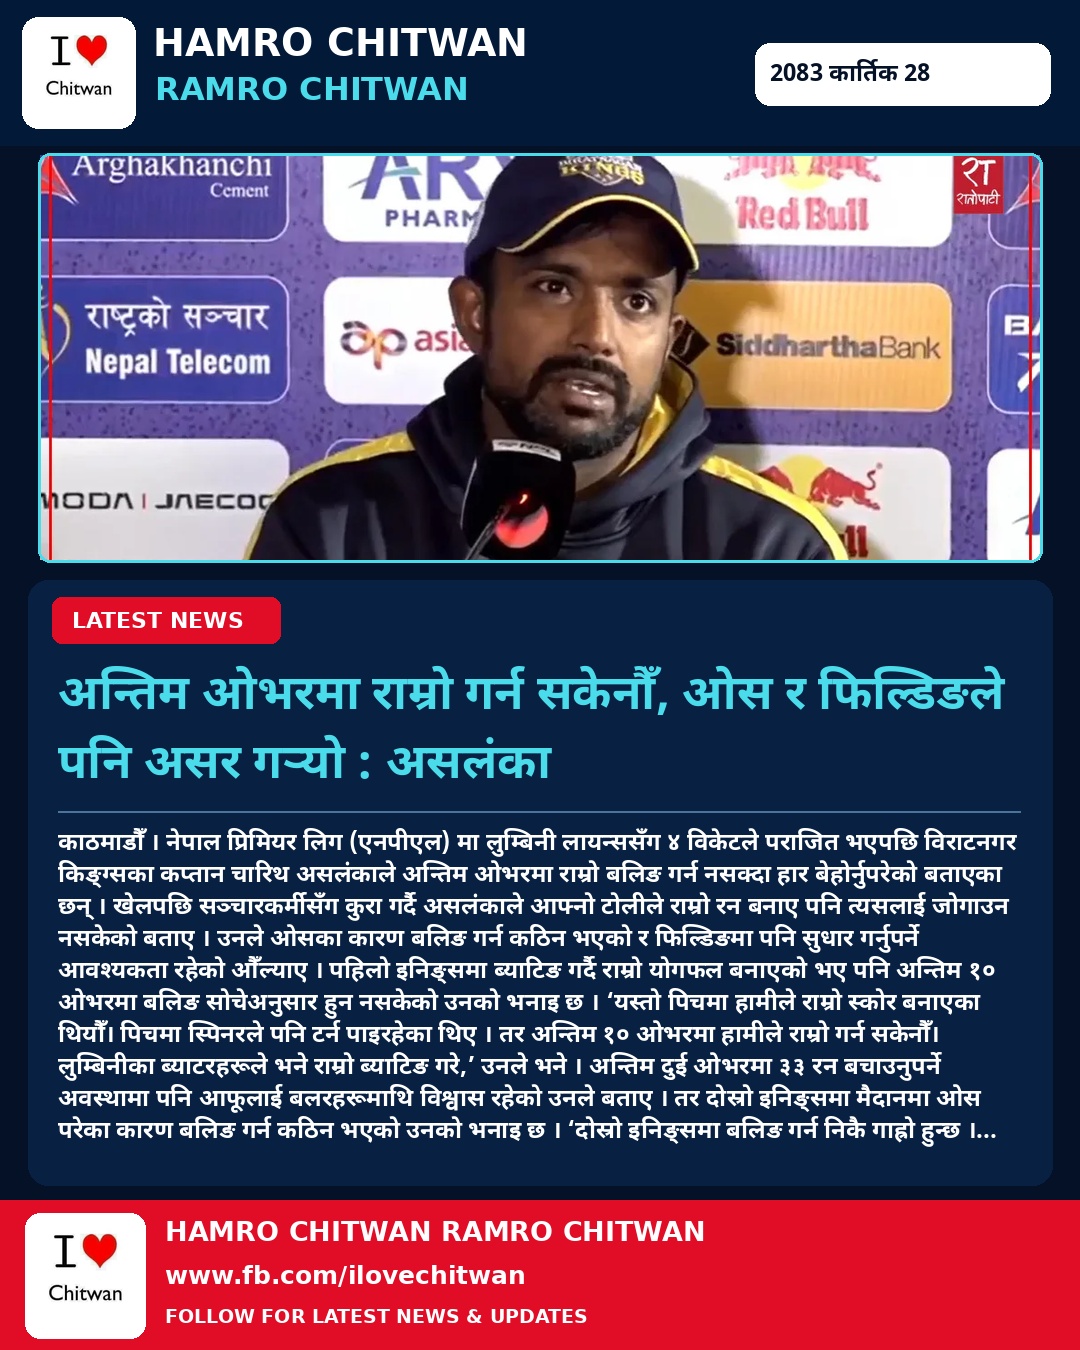 I ❤
Chitwan
HAMRO CHITWAN
RAMRO CHITWAN
2083 कार्तिक 28
Arghakhanchi
Cement
PHARM
Red Bull
रातोपाटी
KINGS
राष्ट्रको सञ्चार
Nepal Telecom
asia
SiddharthaBank
MODA | JAECOO
LATEST NEWS
अन्तिम ओभरमा राम्रो गर्न सकेनौँ, ओस र फिल्डिङले
पनि असर गर्‍यो : असलंका
काठमाडौँ । नेपाल प्रिमियर लिग (एनपीएल) मा लुम्बिनी लायन्ससँग ४ विकेटले पराजित भएपछि विराटनगर
किङ्ग्सका कप्तान चारिथ असलंकाले अन्तिम ओभरमा राम्रो बलिङ गर्न नसक्दा हार बेहोर्नुपरेको बताएका
छन् । खेलपछि सञ्चारकर्मीसँग कुरा गर्दै असलंकाले आफ्नो टोलीले राम्रो रन बनाए पनि त्यसलाई जोगाउन
नसकेको बताए । उनले ओसका कारण बलिङ गर्न कठिन भएको र फिल्डिङमा पनि सुधार गर्नुपर्ने
आवश्यकता रहेको औँल्याए । पहिलो इनिङ्समा ब्याटिङ गर्दै राम्रो योगफल बनाएको भए पनि अन्तिम १०
ओभरमा बलिङ सोचेअनुसार हुन नसकेको उनको भनाइ छ । ‘यस्तो पिचमा हामीले राम्रो स्कोर बनाएका
थियौँ। पिचमा स्पिनरले पनि टर्न पाइरहेका थिए । तर अन्तिम १० ओभरमा हामीले राम्रो गर्न सकेनौँ।
लुम्बिनीका ब्याटरहरूले भने राम्रो ब्याटिङ गरे,’ उनले भने । अन्तिम दुई ओभरमा ३३ रन बचाउनुपर्ने
अवस्थामा पनि आफूलाई बलरहरूमाथि विश्वास रहेको उनले बताए । तर दोस्रो इनिङ्समा मैदानमा ओस
परेका कारण बलिङ गर्न कठिन भएको उनको भनाइ छ । ‘दोस्रो इनिङ्समा बलिङ गर्न निकै गाह्रो हुन्छ ।...
I ❤
Chitwan
HAMRO CHITWAN RAMRO CHITWAN
www.fb.com/ilovechitwan
FOLLOW FOR LATEST NEWS & UPDATES